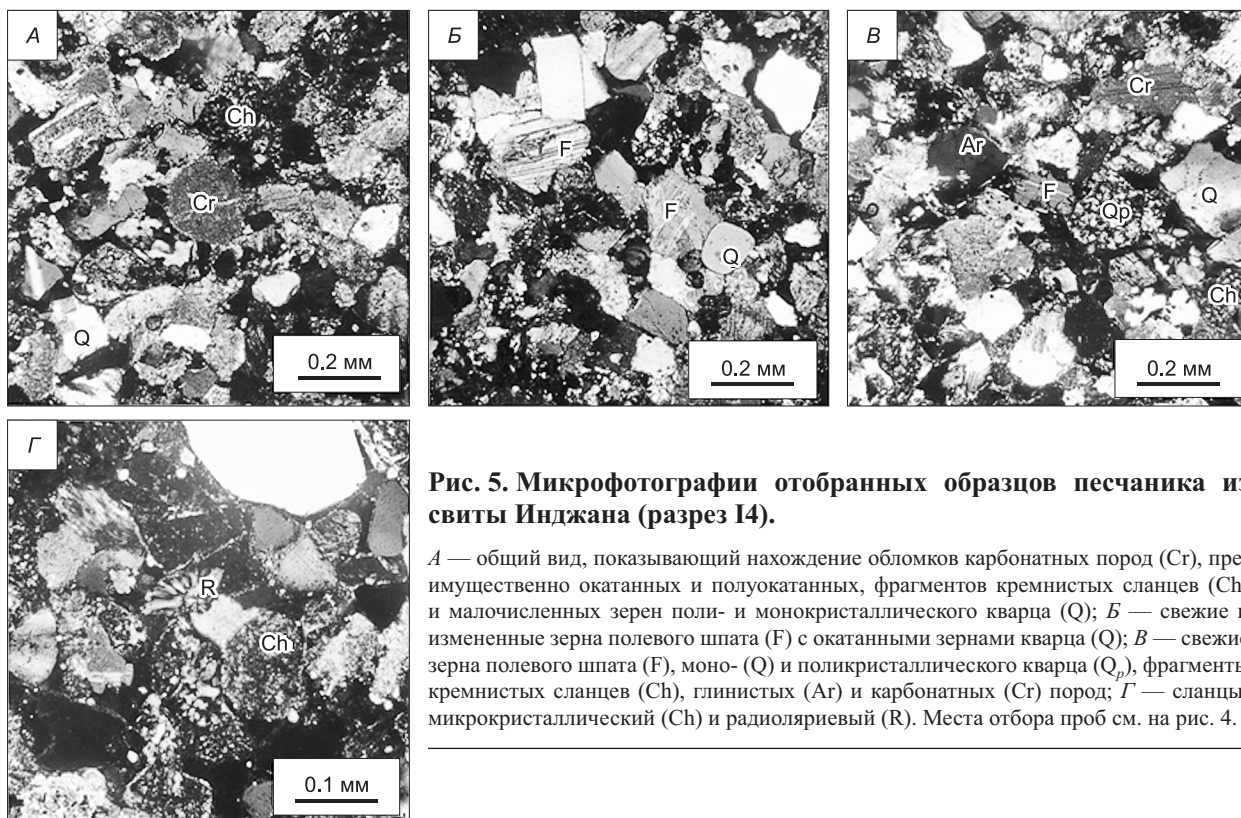 А
Ch
Cr
Q
0.2 мм
Б
F
F
Q
0.2 мм
В
Cr
Ar
F
Qp
Q
Ch
0.2 мм
Г
R
Ch
0.1 мм
Рис. 5. Микрофотографии отобранных образцов песчаника из
свиты Инджана (разрез I4).
А — общий вид, показывающий нахождение обломков карбонатных пород (Cr), пре-
имущественно окатанных и полуокатанных, фрагментов кремнистых сланцев (Ch)
и малочисленных зерен поли- и монокристаллического кварца (Q); Б — свежие и
измененные зерна полевого шпата (F) с окатанными зернами кварца (Q); В — свежие
зерна полевого шпата (F), моно- (Q) и поликристаллического кварца (Qp), фрагменты
кремнистых сланцев (Ch), глинистых (Ar) и карбонатных (Cr) пород; Г — сланцы:
микрокристаллический (Ch) и радиоляриевый (R). Места отбора проб см. на рис. 4.